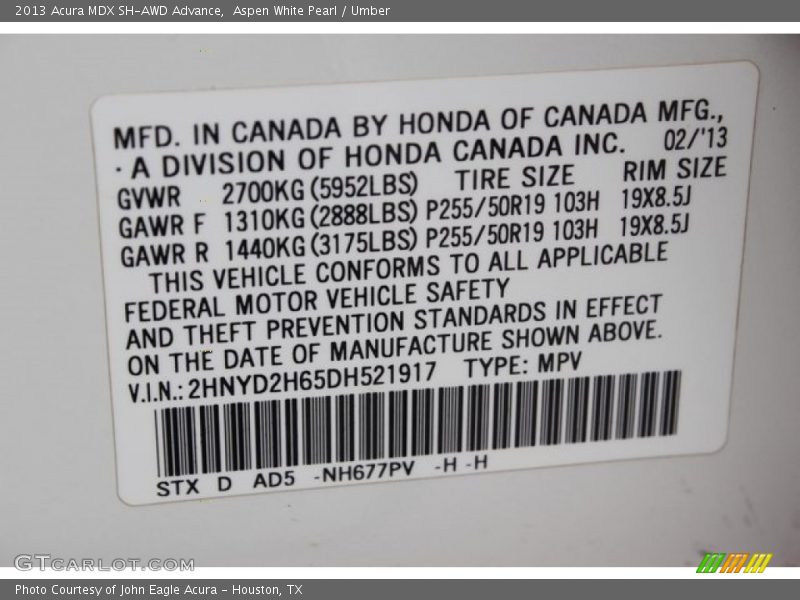 2013 Acura MDX SH-AWD Advance, Aspen White Pearl / Umber
MFD. IN CANADA BY HONDA OF CANADA MFG.,
· A DIVISION OF HONDA CANADA INC. 02/'13
GVWR 2700KG (5952LBS) TIRE SIZE RIM SIZE
GAWR F 1310KG (2888LBS) P255/50R19 103H 19X8.5J
GAWR R 1440KG (3175LBS) P255/50R19 103H 19X8.5J
THIS VEHICLE CONFORMS TO ALL APPLICABLE
FEDERAL MOTOR VEHICLE SAFETY
AND THEFT PREVENTION STANDARDS IN EFFECT
ON THE DATE OF MANUFACTURE SHOWN ABOVE.
V.I.N.: 2HNYD2H65DH521917 TYPE: MPV
STX D AD5 -NH677PV -H -H
GTCARLOT.COM
Photo Courtesy of John Eagle Acura - Houston, TX